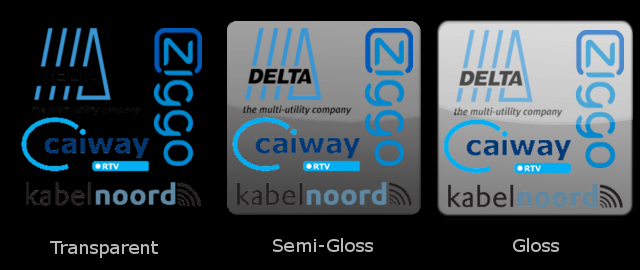 DELTA
the multi-utility company
Ziggo
caiway
RTV
kabelnoord
Transparent
DELTA
the multi-utility company
Ziggo
caiway
RTV
kabelnoord
Semi-Gloss
DELTA
the multi-utility company
Ziggo
caiway
RTV
kabelnoord
Gloss